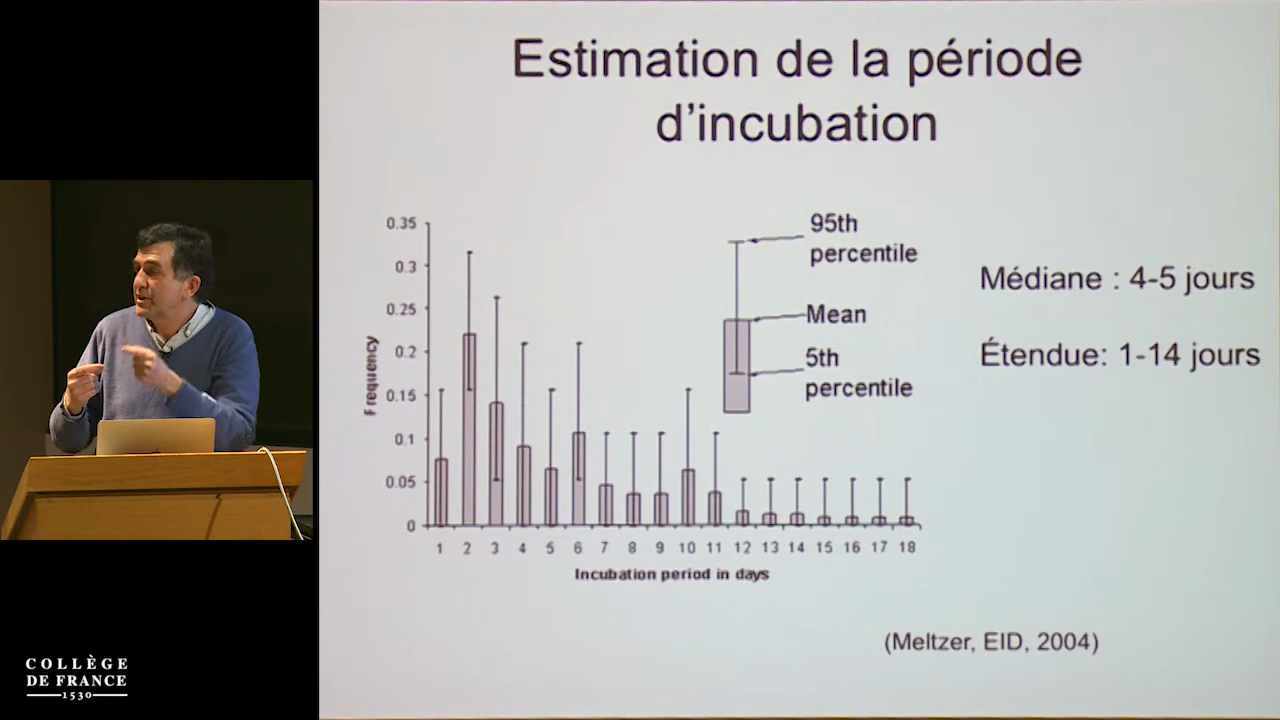 Estimation de la période
d’incubation
0.35
0.3
0.25
0.2
0.15
0.1
0.05
0
Frequency
95th
percentile
Mean
5th
percentile
1 2 3 4 5 6 7 8 9 10 11 12 13 14 15 16 17 18
Incubation period in days
Médiane : 4-5 jours
Étendue: 1-14 jours
(Meltzer, EID, 2004)
COLLÈGE
DE FRANCE
1530